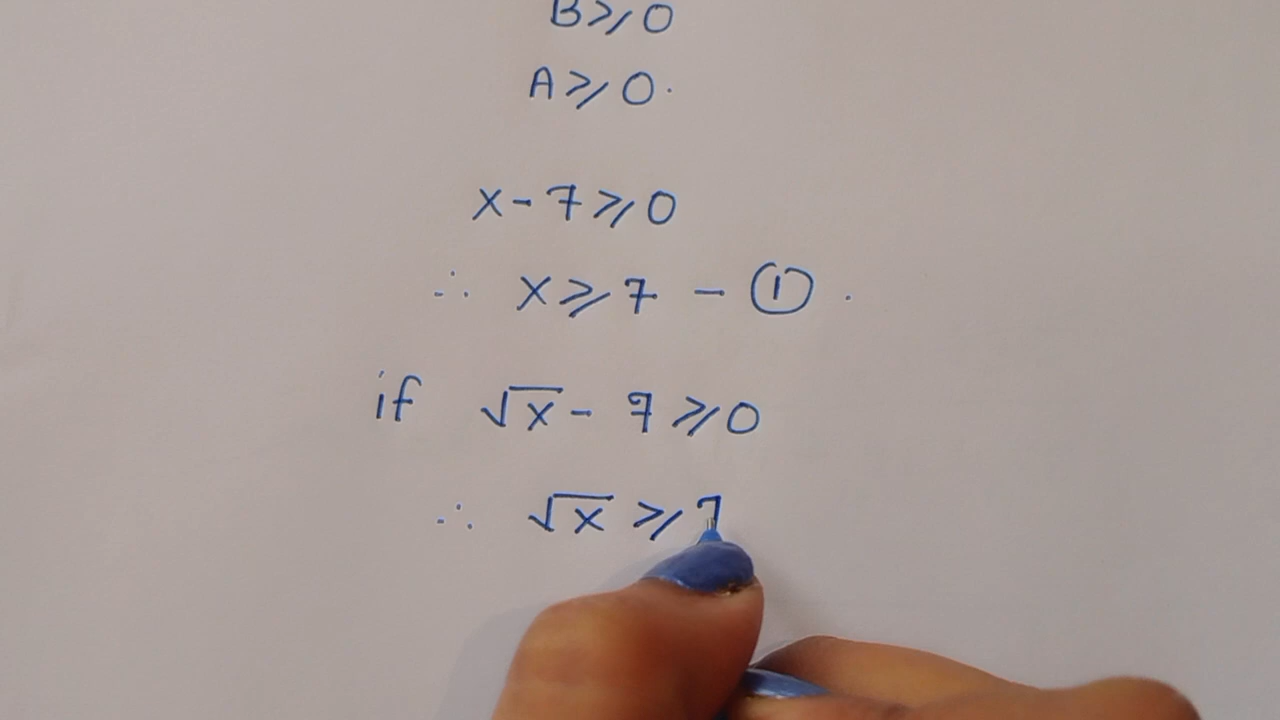 B ⩾ 0
A ⩾ 0.
x - 7 ⩾ 0
∴ x ⩾ 7 - ① .
if √x - 7 ⩾ 0
∴ √x ⩾ 7